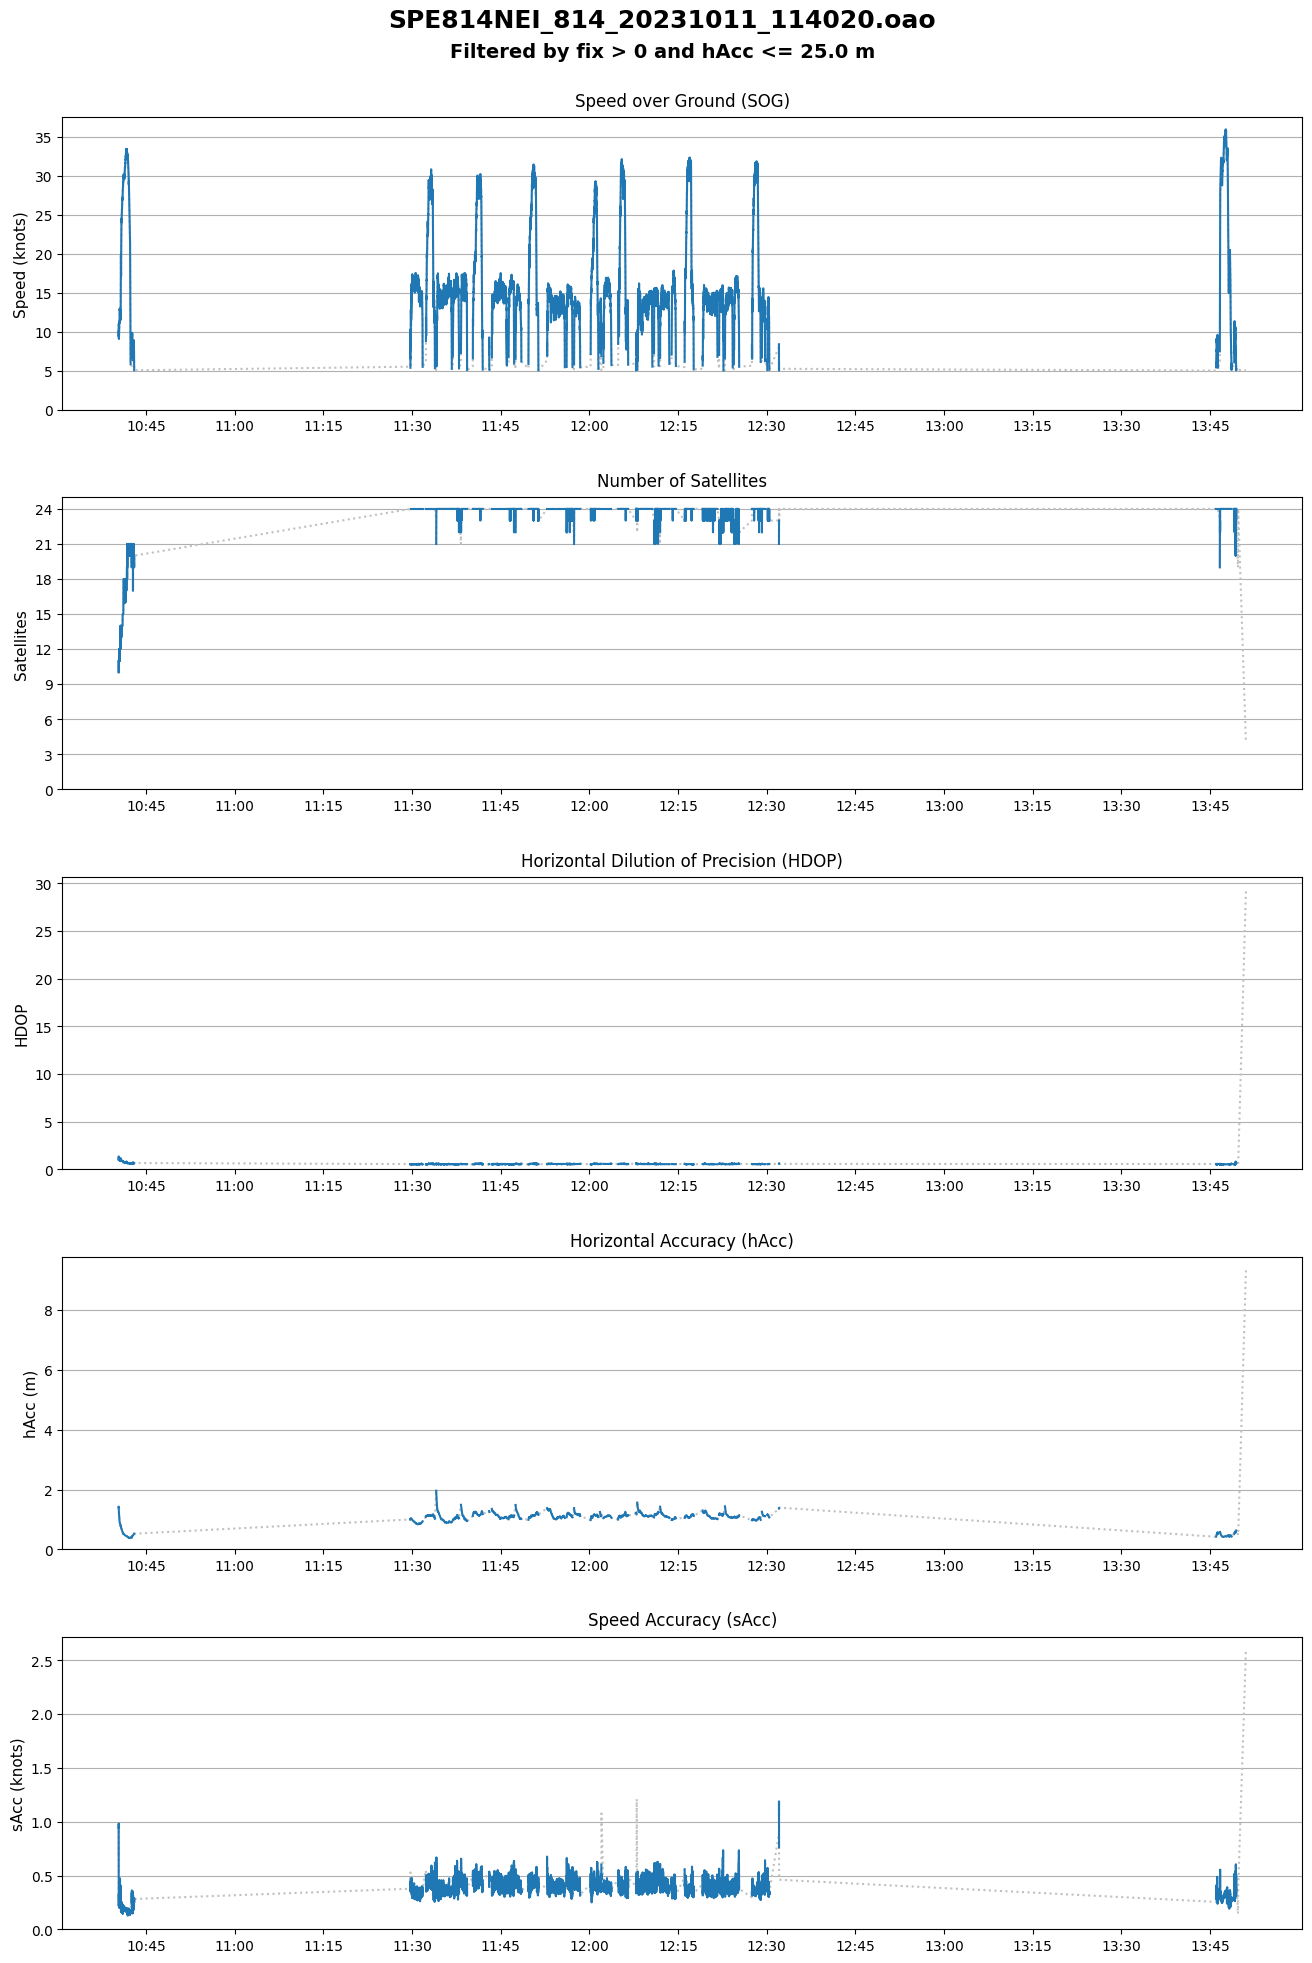 SPE814NEI_814_20231011_114020.oao
Filtered by fix > 0 and hAcc <= 25.0 m
Speed over Ground (SOG)
Speed (knots)
35
30
25
20
15
10
5
0
10:45 11:00 11:15 11:30 11:45 12:00 12:15 12:30 12:45 13:00 13:15 13:30 13:45
Number of Satellites
Satellites
24
21
18
15
12
9
6
3
0
10:45 11:00 11:15 11:30 11:45 12:00 12:15 12:30 12:45 13:00 13:15 13:30 13:45
Horizontal Dilution of Precision (HDOP)
HDOP
30
25
20
15
10
5
0
10:45 11:00 11:15 11:30 11:45 12:00 12:15 12:30 12:45 13:00 13:15 13:30 13:45
Horizontal Accuracy (hAcc)
hAcc (m)
8
6
4
2
0
10:45 11:00 11:15 11:30 11:45 12:00 12:15 12:30 12:45 13:00 13:15 13:30 13:45
Speed Accuracy (sAcc)
sAcc (knots)
2.5
2.0
1.5
1.0
0.5
0.0
10:45 11:00 11:15 11:30 11:45 12:00 12:15 12:30 12:45 13:00 13:15 13:30 13:45